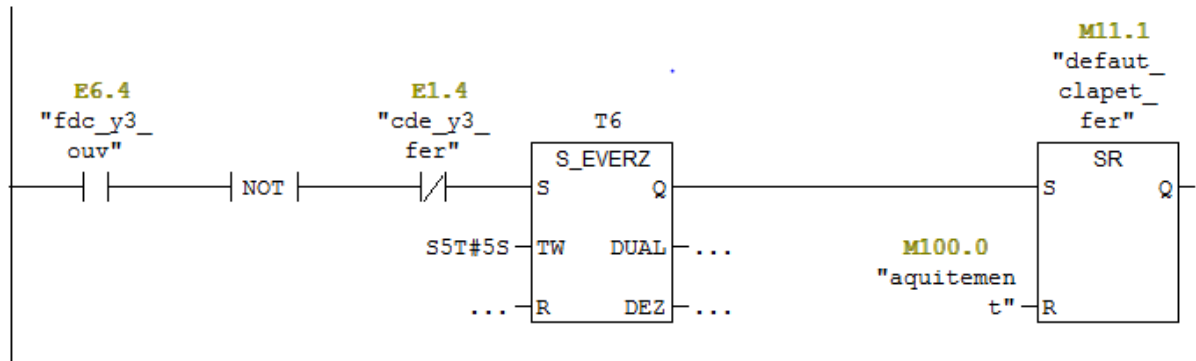 M11.1
"defaut_
clapet_
fer"
E6.4
"fdc_y3_
ouv"
E1.4
"cde_y3_
fer"
T6
S_EVERZ
SR
NOT
S
Q
S
Q
S5T#5S
TW
DUAL
...
M100.0
"aquitemen
t"
R
...
R
DEZ
...